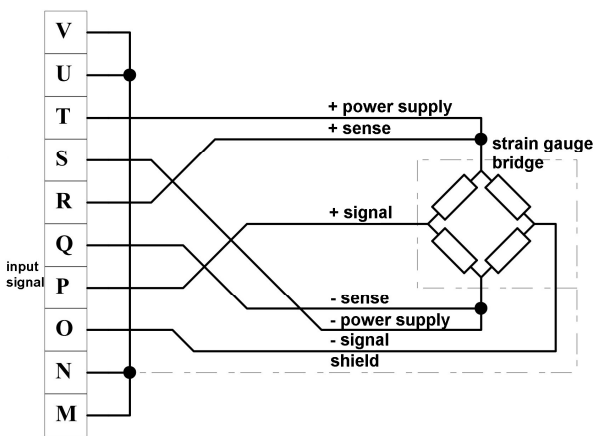 V
U
T
S
R
Q
P
O
N
M
input
signal
+ power supply
+ sense
strain gauge
bridge
+ signal
- sense
- power supply
- signal
shield